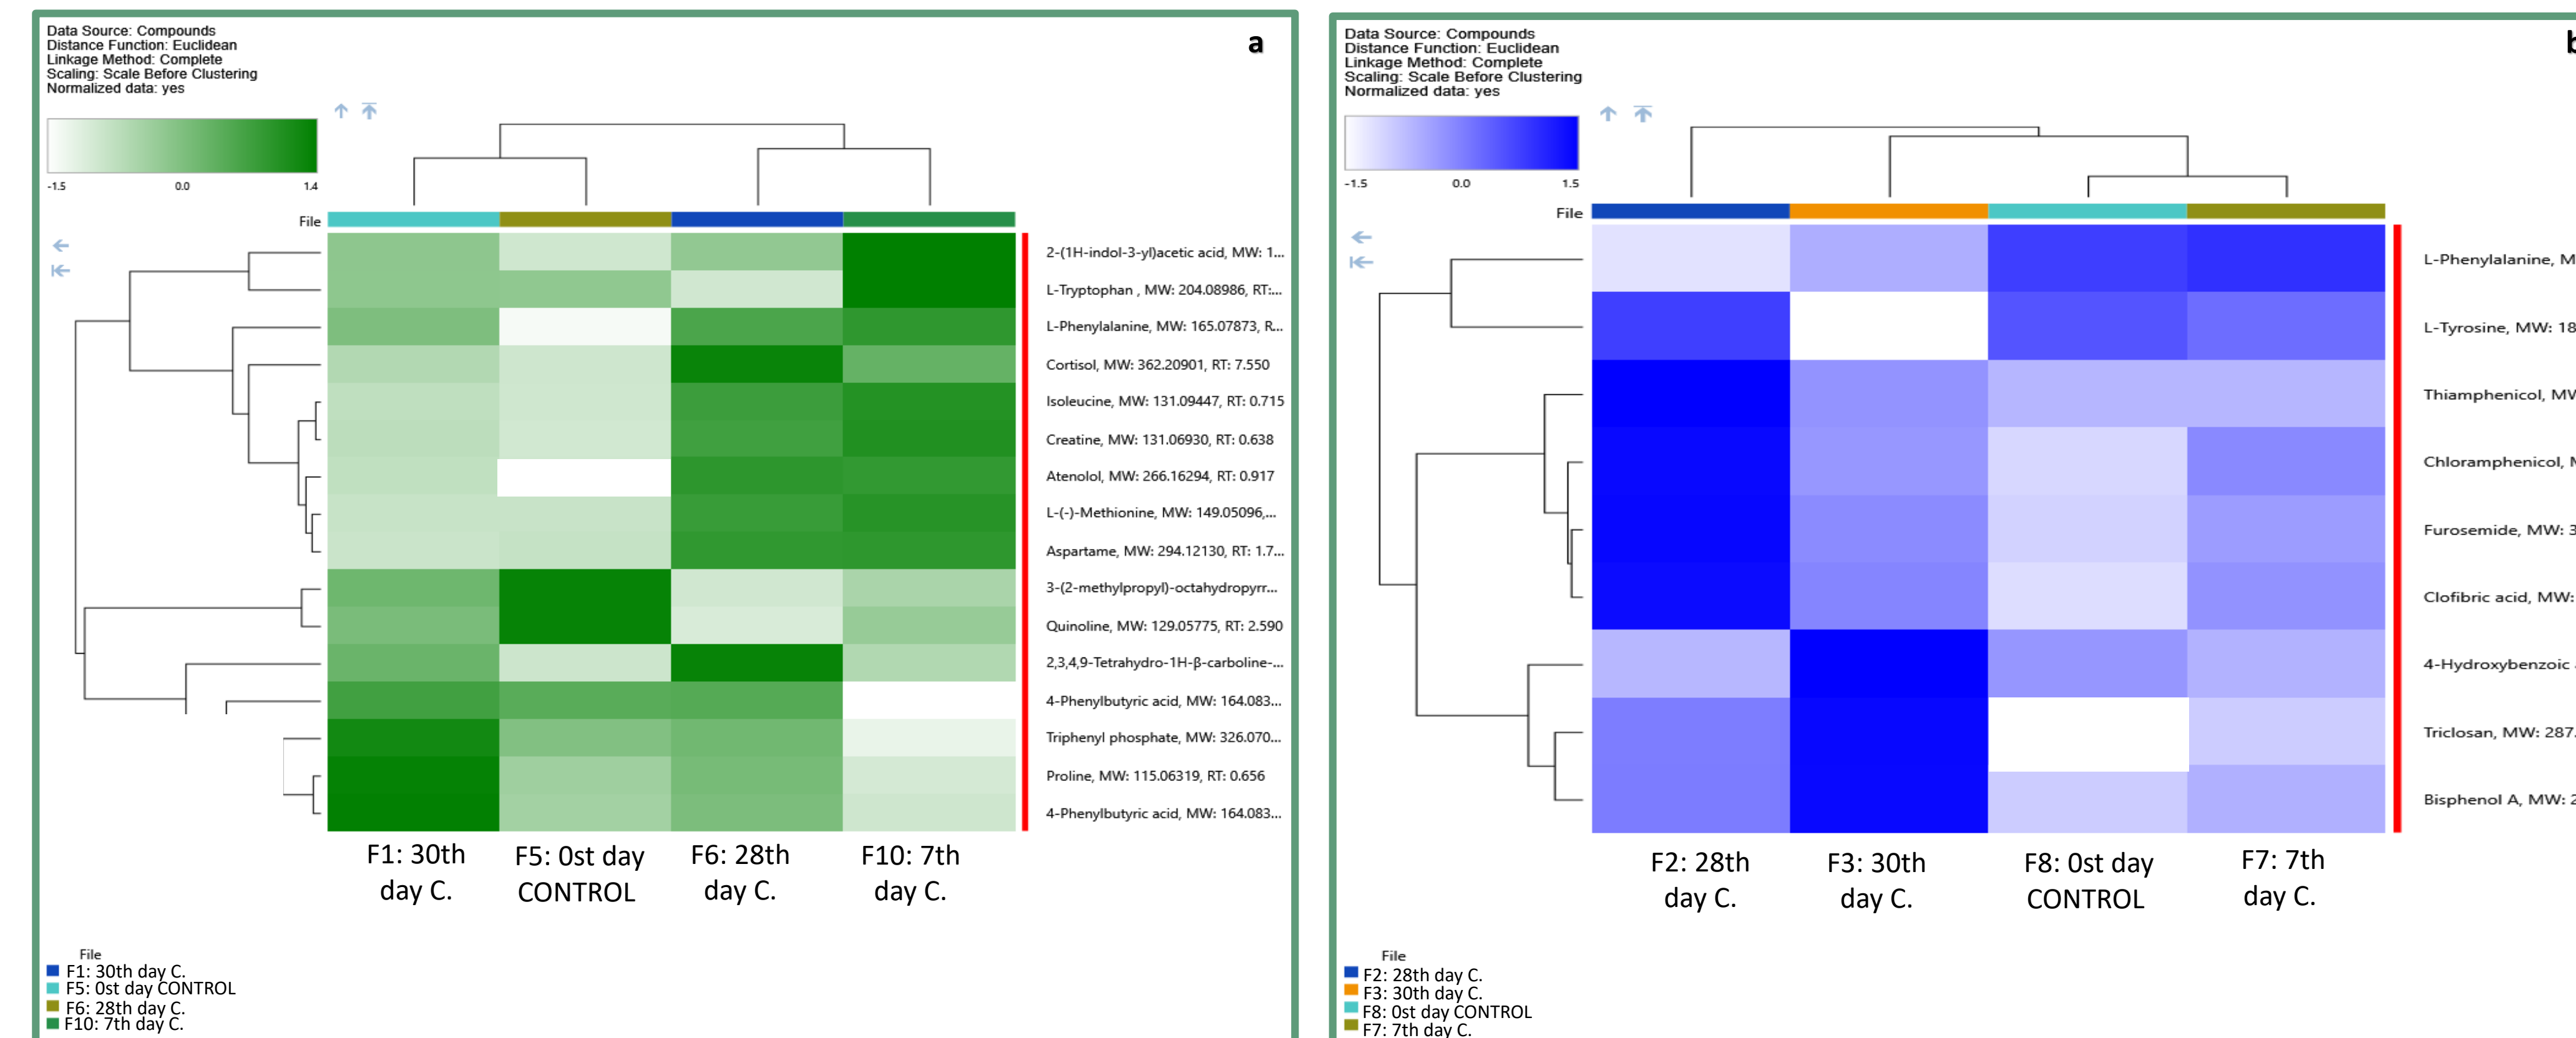 Data Source: Compounds
Distance Function: Euclidean
Linkage Method: Complete
Scaling: Scale Before Clustering
Normalized data: yes
a
-1.5 0.0 1.4
File
2-(1H-indol-3-yl)acetic acid, MW: 1...
L-Tryptophan , MW: 204.08986, RT:...
L-Phenylalanine, MW: 165.07873, R...
Cortisol, MW: 362.20901, RT: 7.550
Isoleucine, MW: 131.09447, RT: 0.715
Creatine, MW: 131.06930, RT: 0.638
Atenolol, MW: 266.16294, RT: 0.917
L-(-)-Methionine, MW: 149.05096,...
Aspartame, MW: 294.12130, RT: 1.7...
3-(2-methylpropyl)-octahydropyrr...
Quinoline, MW: 129.05775, RT: 2.590
2,3,4,9-Tetrahydro-1H-β-carboline-...
4-Phenylbutyric acid, MW: 164.083...
Triphenyl phosphate, MW: 326.070...
Proline, MW: 115.06319, RT: 0.656
4-Phenylbutyric acid, MW: 164.083...
F1: 30th day C.
F5: 0st day CONTROL
F6: 28th day C.
F10: 7th day C.
File
F1: 30th day C.
F5: 0st day CONTROL
F6: 28th day C.
F10: 7th day C.
Data Source: Compounds
Distance Function: Euclidean
Linkage Method: Complete
Scaling: Scale Before Clustering
Normalized data: yes
b
-1.5 0.0 1.5
File
L-Phenylalanine, M
L-Tyrosine, MW: 18
Thiamphenicol, MW
Chloramphenicol, M
Furosemide, MW: 3
Clofibric acid, MW:
4-Hydroxybenzoic
Triclosan, MW: 287.
Bisphenol A, MW: 2
F2: 28th day C.
F3: 30th day C.
F8: 0st day CONTROL
F7: 7th day C.
File
F2: 28th day C.
F3: 30th day C.
F8: 0st day CONTROL
F7: 7th day C.